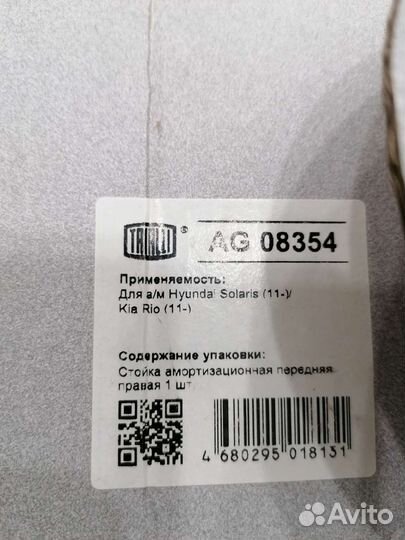 TRIALLI®
AG 08354
Применяемость:
Для а/м Hyundai Solaris (11-)/
Kia Rio (11-)
Содержание упаковки:
Стойка амортизационная передняя
правая 1 шт
4 680295 018131
Avito